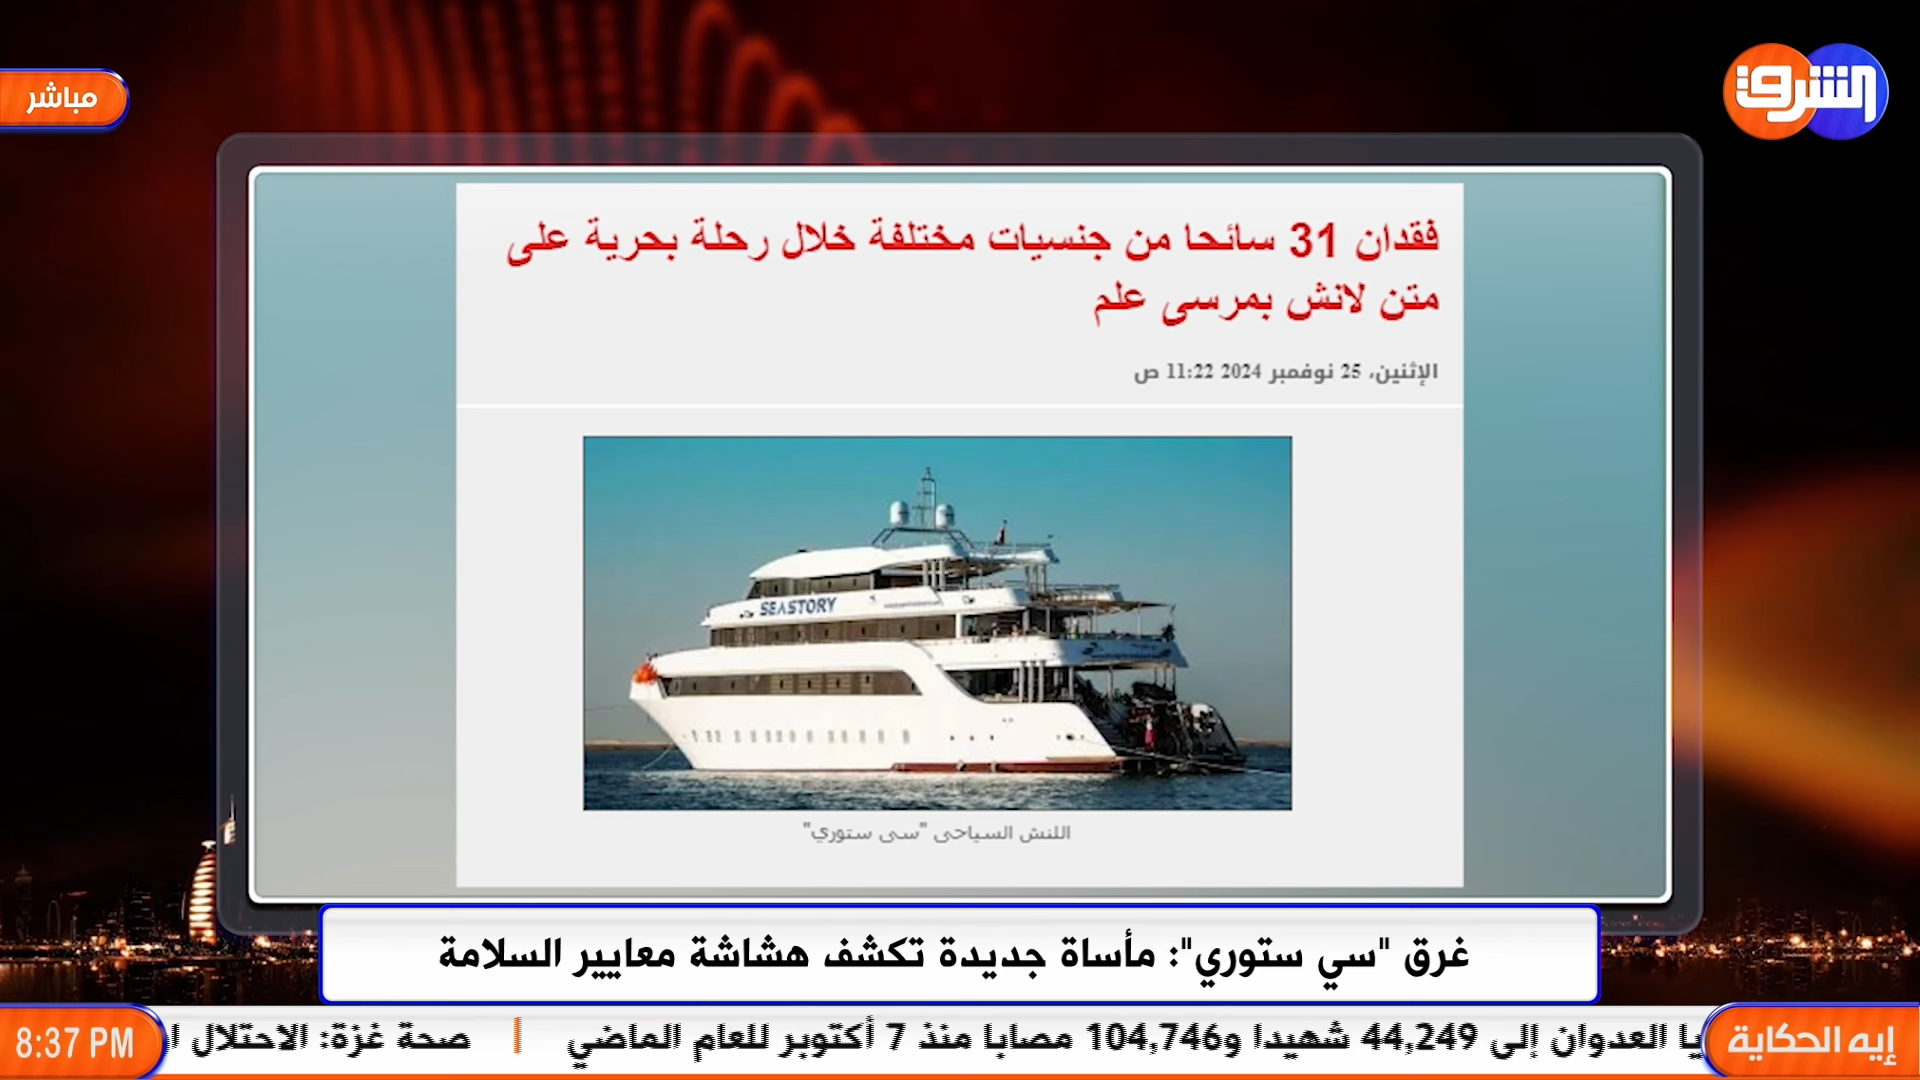 مباشر
الشرق
فقدان 31 سائحا من جنسيات مختلفة خلال رحلة بحرية على
متن لانش بمرسى علم
الإثنين، 25 نوفمبر 2024 11:22 ص
SEASTORY
اللنش السياحى "سى ستوري"
غرق "سي ستوري": مأساة جديدة تكشف هشاشة معايير السلامة
إيه الحكاية
يا العدوان إلى 44,249 شهيدا و104,746 مصابا منذ 7 أكتوبر للعام الماضي | صحة غزة: الاحتلال ا
8:37 PM